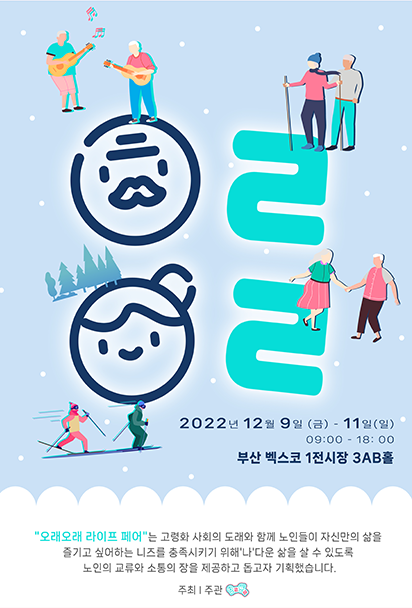 2022년 12월 9일 (금) - 11일(일)
09:00 - 18: 00
부산 벡스코 1전시장 3AB홀
"오래오래 라이프 페어"는 고령화 사회의 도래와 함께 노인들이 자신만의 삶을
즐기고 싶어하는 니즈를 충족시키기 위해'나'다운 삶을 살 수 있도록
노인의 교류와 소통의 장을 제공하고 돕고자 기획했습니다.
주최 I 주관